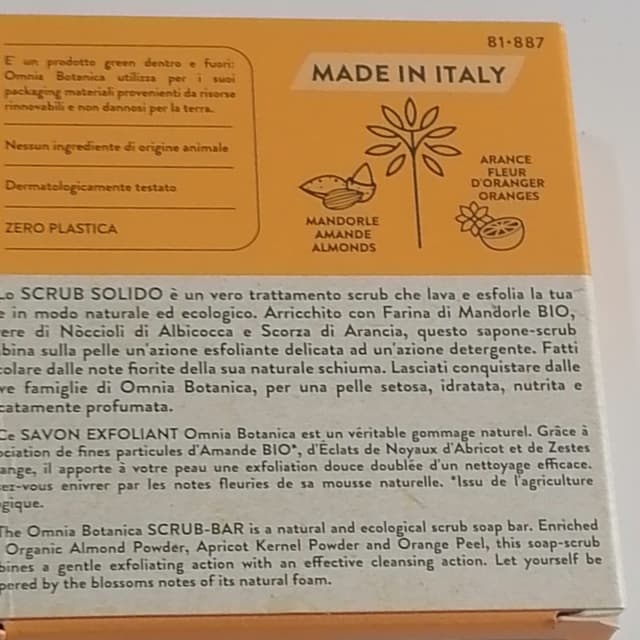 81·887
E' un prodotto green dentro e fuori:
Omnia Botanica utilizza per i suoi
packaging materiali provenienti da risorse
rinnovabili e non dannosi per la terra.
Nessun ingrediente di origine animale
Dermatologicamente testato
ZERO PLASTICA
MADE IN ITALY
MANDORLE
AMANDE
ALMONDS
ARANCE
FLEUR
D'ORANGER
ORANGES
Lo SCRUB SOLIDO è un vero trattamento scrub che lava e esfolia la tua
e in modo naturale ed ecologico. Arricchito con Farina di Mandorle BIO,
ere di Nòccioli di Albicocca e Scorza di Arancia, questo sapone-scrub
bina sulla pelle un'azione esfoliante delicata ad un'azione detergente. Fatti
colare dalle note fiorite della sua naturale schiuma. Lasciati conquistare dalle
ve famiglie di Omnia Botanica, per una pelle setosa, idratata, nutrita e
catamente profumata.
Ce SAVON EXFOLIANT Omnia Botanica est un véritable gommage naturel. Grâce à
ociation de fines particules d'Amande BIO*, d'Éclats de Noyaux d'Abricot et de Zestes
ange, il apporte à votre peau une exfoliation douce doublée d'un nettoyage efficace.
ez-vous enivrer par les notes fleuries de sa mousse naturelle. *Issu de l'agriculture
gique.
The Omnia Botanica SCRUB-BAR is a natural and ecological scrub soap bar. Enriched
Organic Almond Powder, Apricot Kernel Powder and Orange Peel, this soap-scrub
bines a gentle exfoliating action with an effective cleansing action. Let yourself be
pered by the blossoms notes of its natural foam.